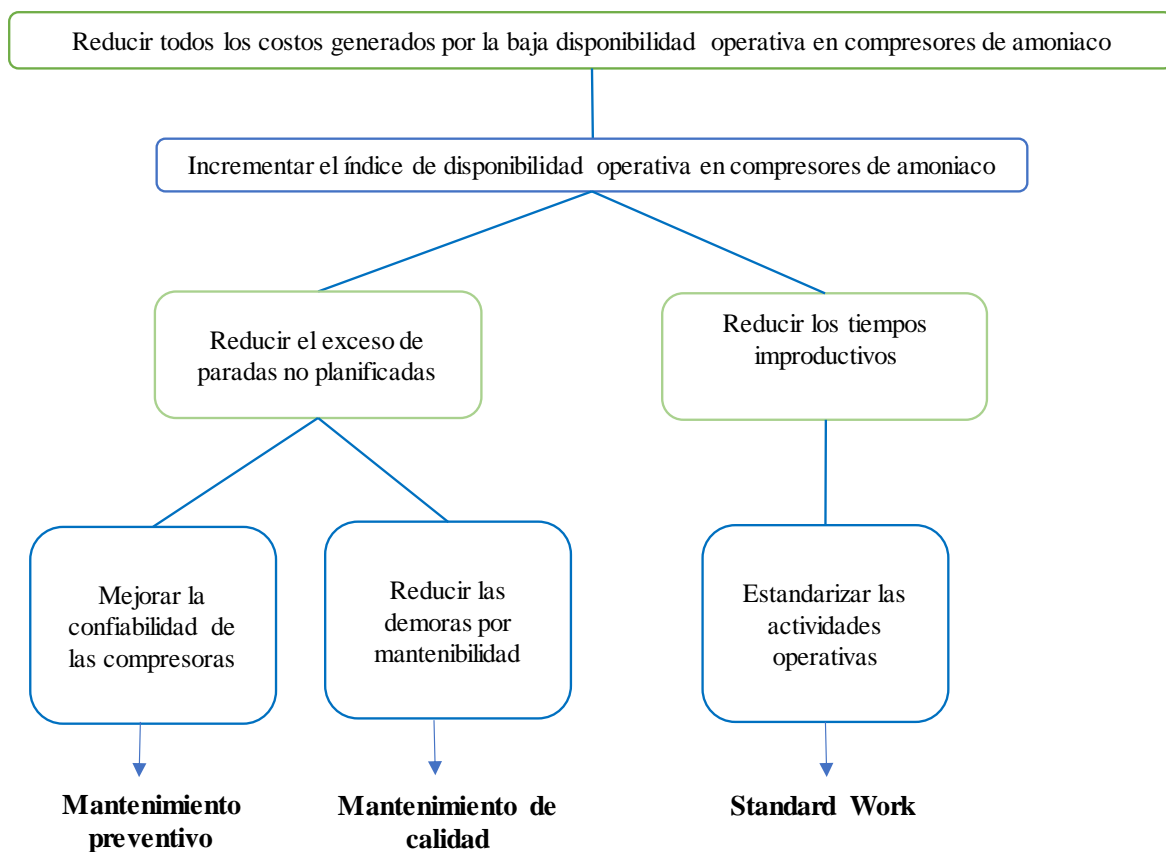 Reducir todos los costos generados por la baja disponibilidad operativa en compresores de amoniaco
Incrementar el índice de disponibilidad operativa en compresores de amoniaco
Reducir el exceso de
paradas no planificadas
Reducir los tiempos
improductivos
Mejorar la
confiabilidad de
las compresoras
Reducir las
demoras por
mantenibilidad
Estandarizar las
actividades
operativas
Mantenimiento
preventivo
Mantenimiento de
calidad
Standard Work